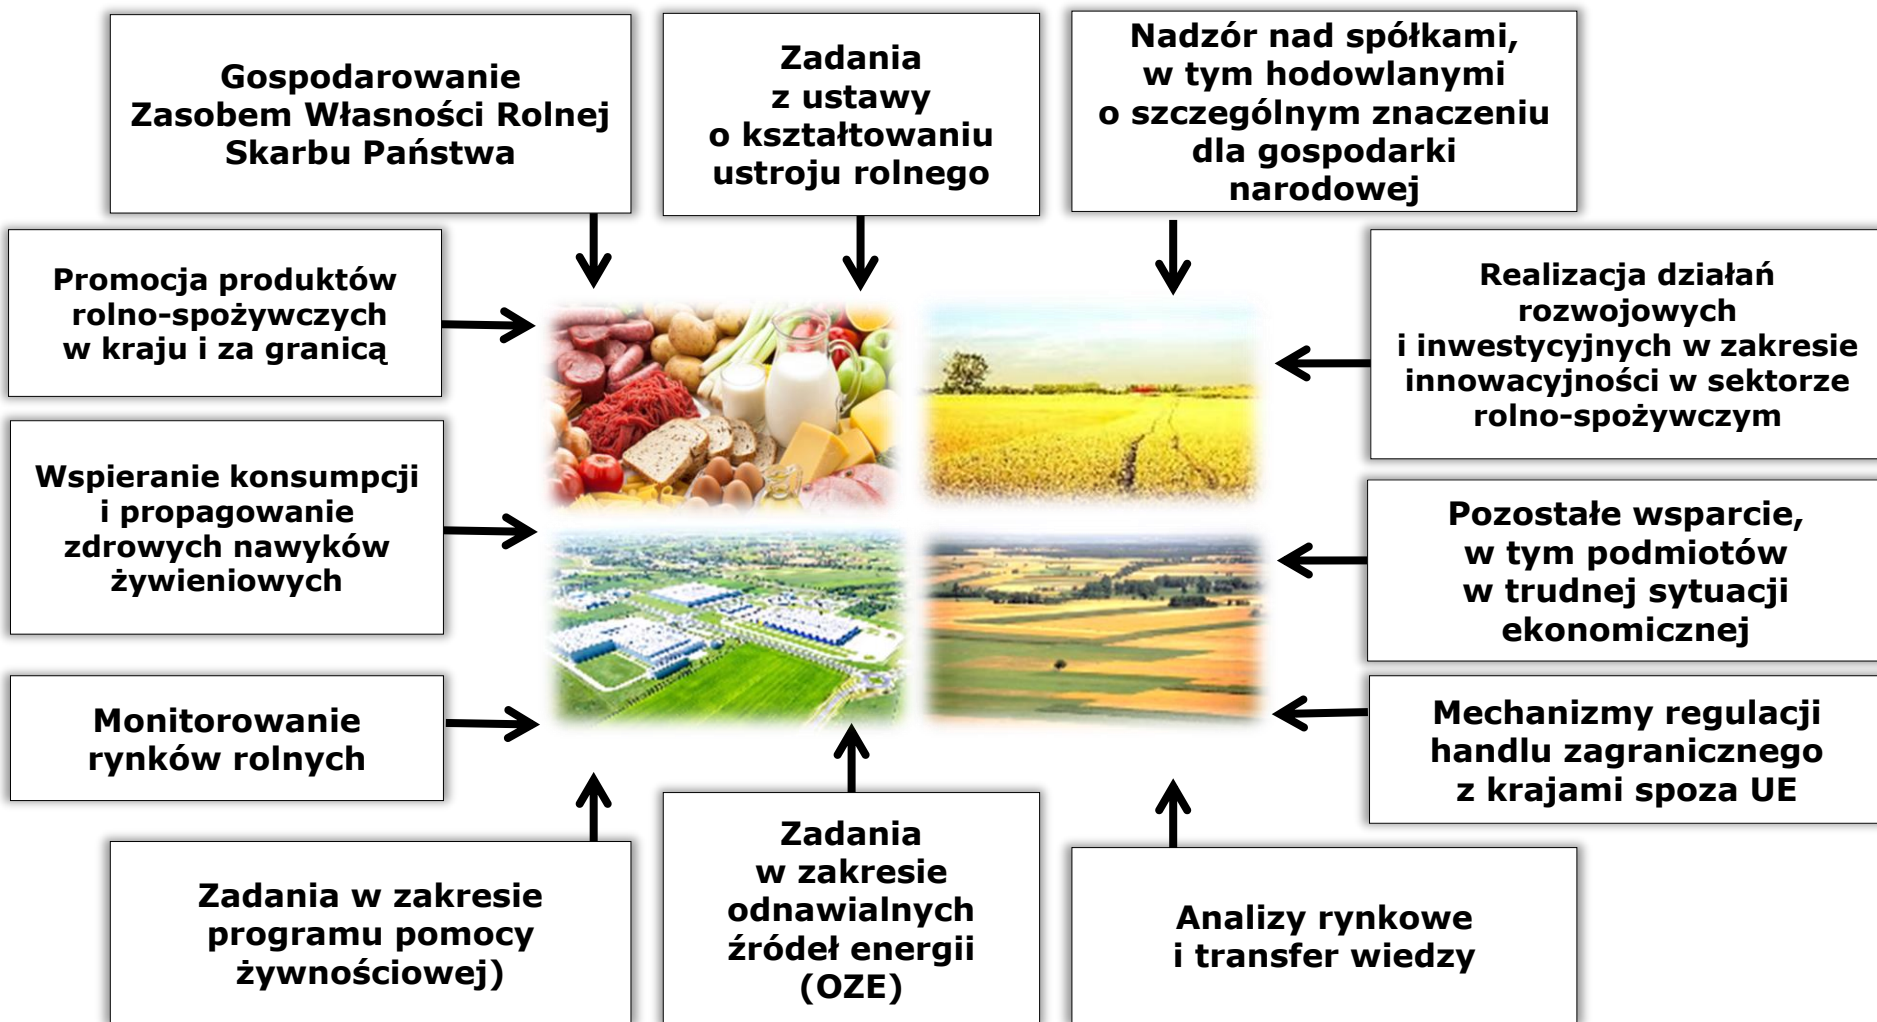 Gospodarowanie
Zasobem Własności Rolnej
Skarbu Państwa
Zadania
z ustawy
o kształtowaniu
ustroju rolnego
Nadzór nad spółkami,
w tym hodowlanymi
o szczególnym znaczeniu
dla gospodarki
narodowej
Promocja produktów
rolno-spożywczych
w kraju i za granicą
Realizacja działań
rozwojowych
i inwestycyjnych w zakresie
innowacyjności w sektorze
rolno-spożywczym
Wspieranie konsumpcji
i propagowanie
zdrowych nawyków
żywieniowych
Pozostałe wsparcie,
w tym podmiotów
w trudnej sytuacji
ekonomicznej
Monitorowanie
rynków rolnych
Mechanizmy regulacji
handlu zagranicznego
z krajami spoza UE
Zadania w zakresie
programu pomocy
żywnościowej)
Zadania
w zakresie
odnawialnych
źródeł energii
(OZE)
Analizy rynkowe
i transfer wiedzy